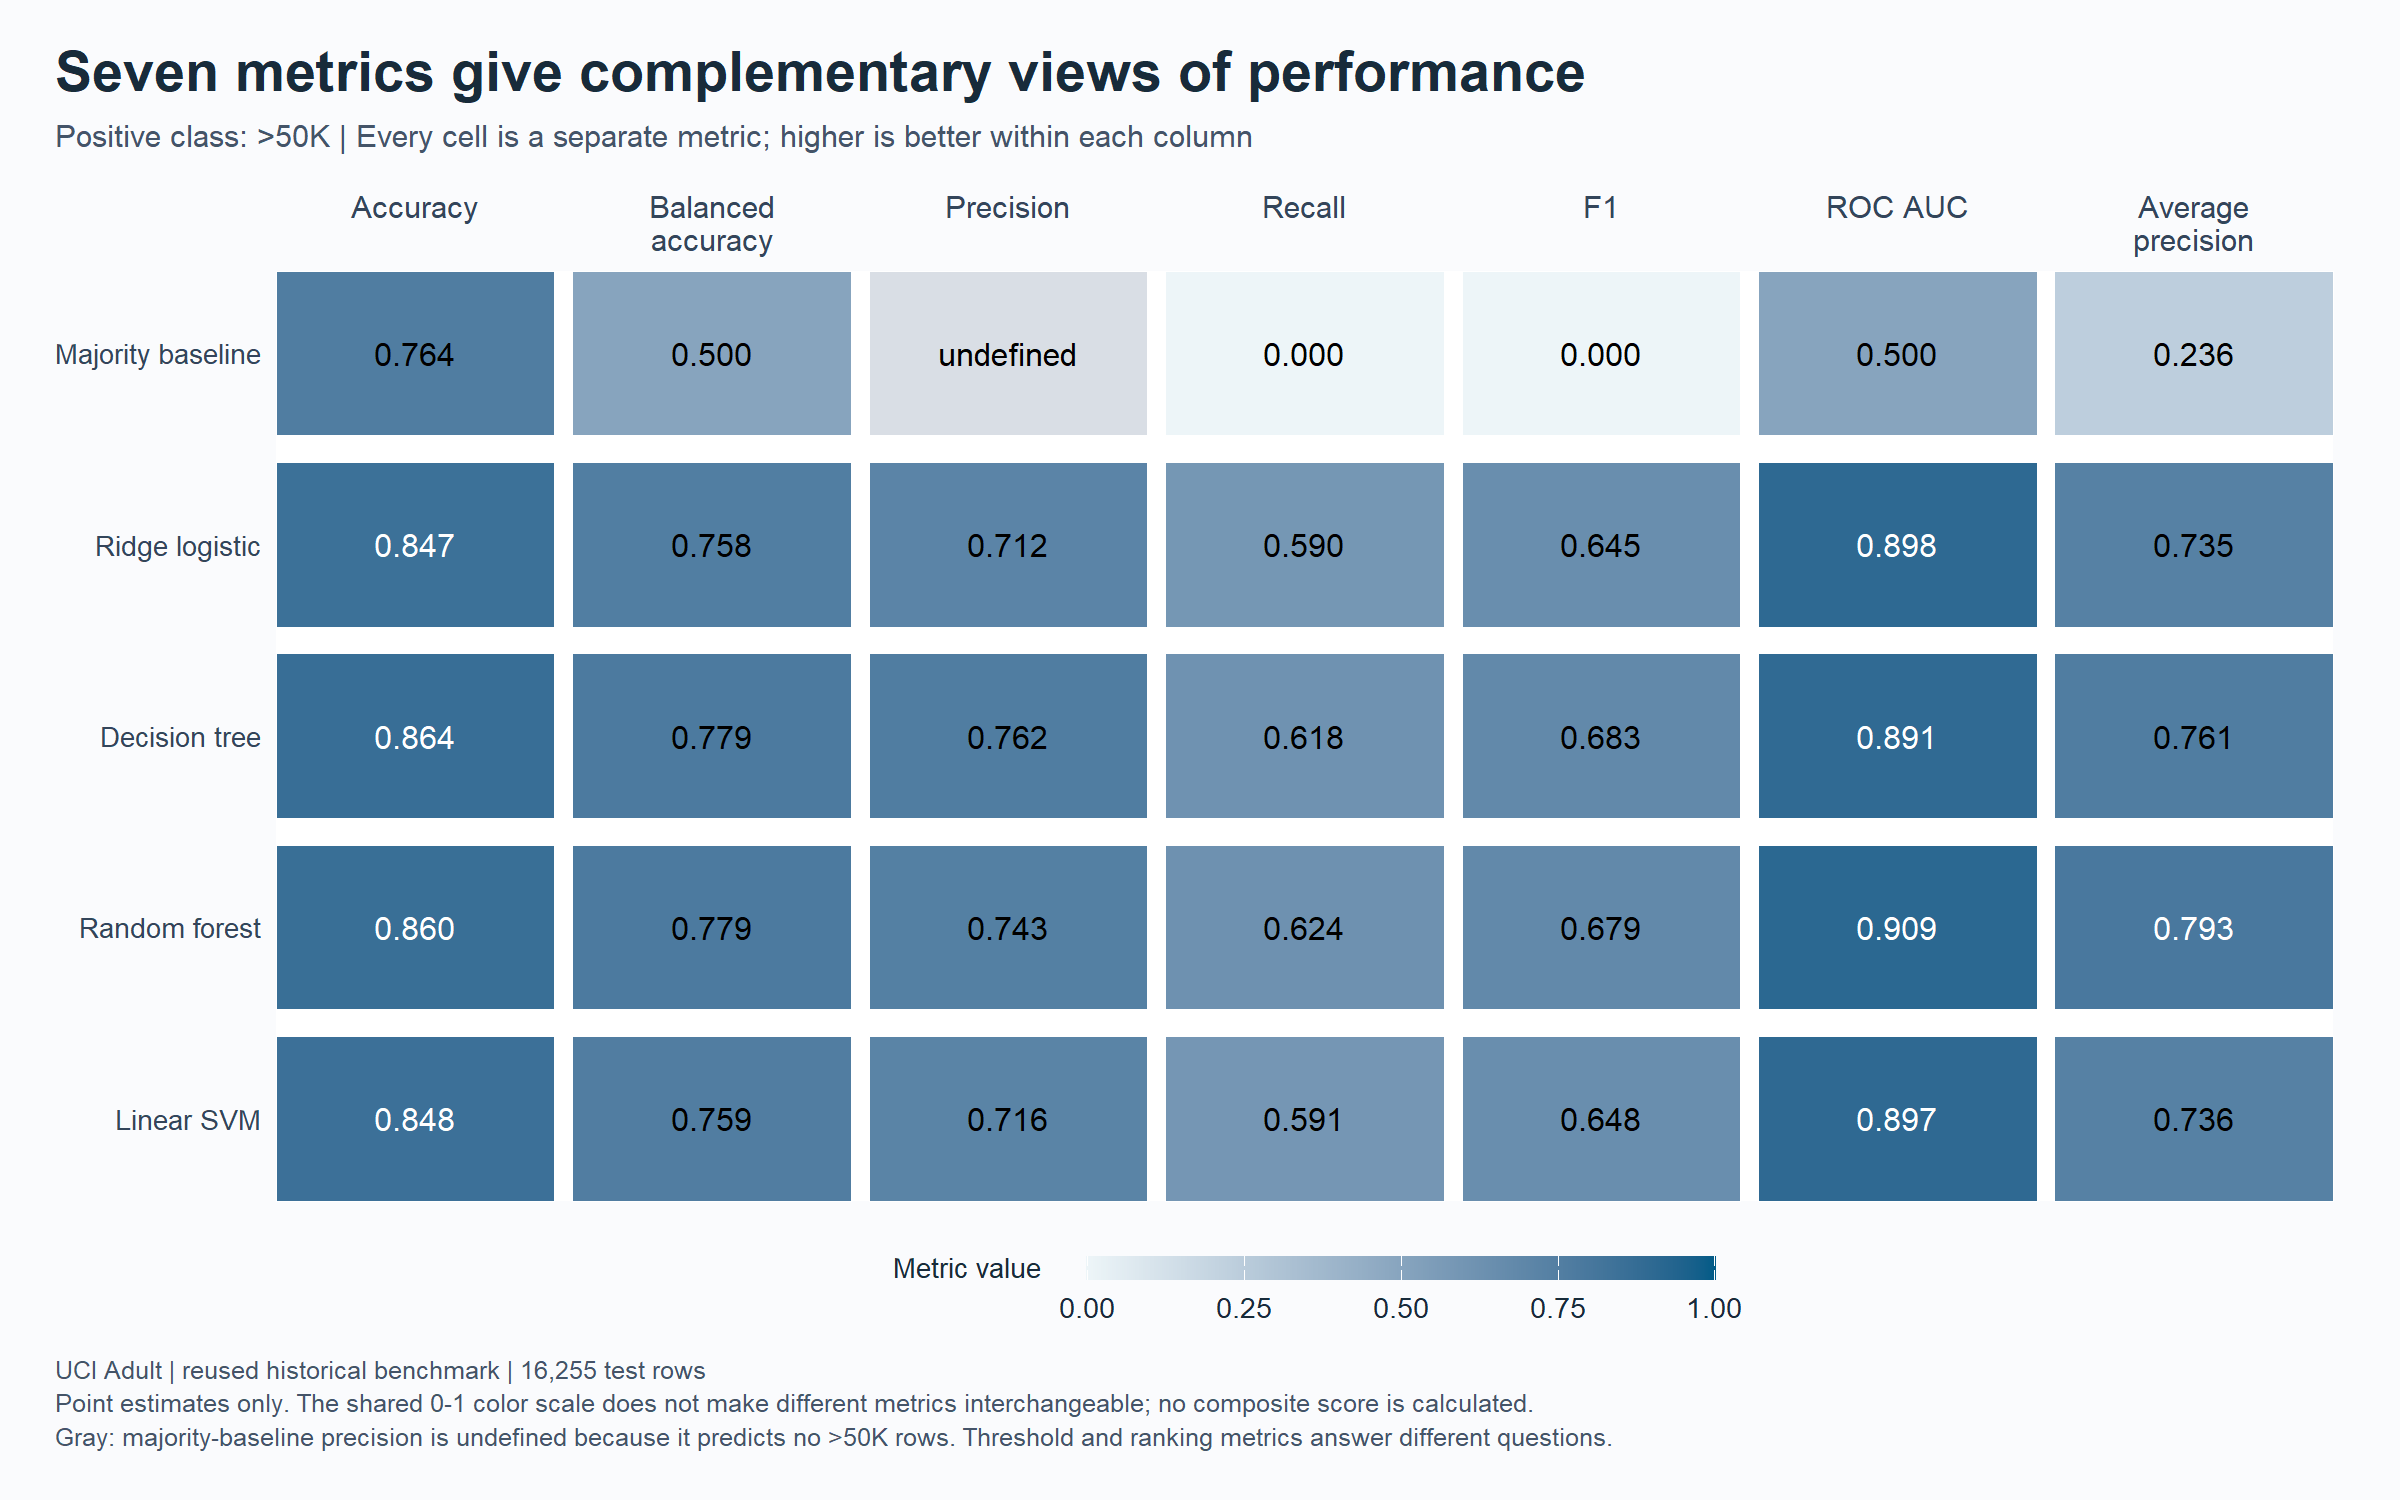 Seven metrics give complementary views of performance
Positive class: >50K | Every cell is a separate metric; higher is better within each column
Accuracy Balanced accuracy Precision Recall F1 ROC AUC Average precision
Majority baseline 0.764 0.500 undefined 0.000 0.000 0.500 0.236
Ridge logistic 0.847 0.758 0.712 0.590 0.645 0.898 0.735
Decision tree 0.864 0.779 0.762 0.618 0.683 0.891 0.761
Random forest 0.860 0.779 0.743 0.624 0.679 0.909 0.793
Linear SVM 0.848 0.759 0.716 0.591 0.648 0.897 0.736
Metric value
0.00 0.25 0.50 0.75 1.00
UCI Adult | reused historical benchmark | 16,255 test rows
Point estimates only. The shared 0-1 color scale does not make different metrics interchangeable; no composite score is calculated.
Gray: majority-baseline precision is undefined because it predicts no >50K rows. Threshold and ranking metrics answer different questions.